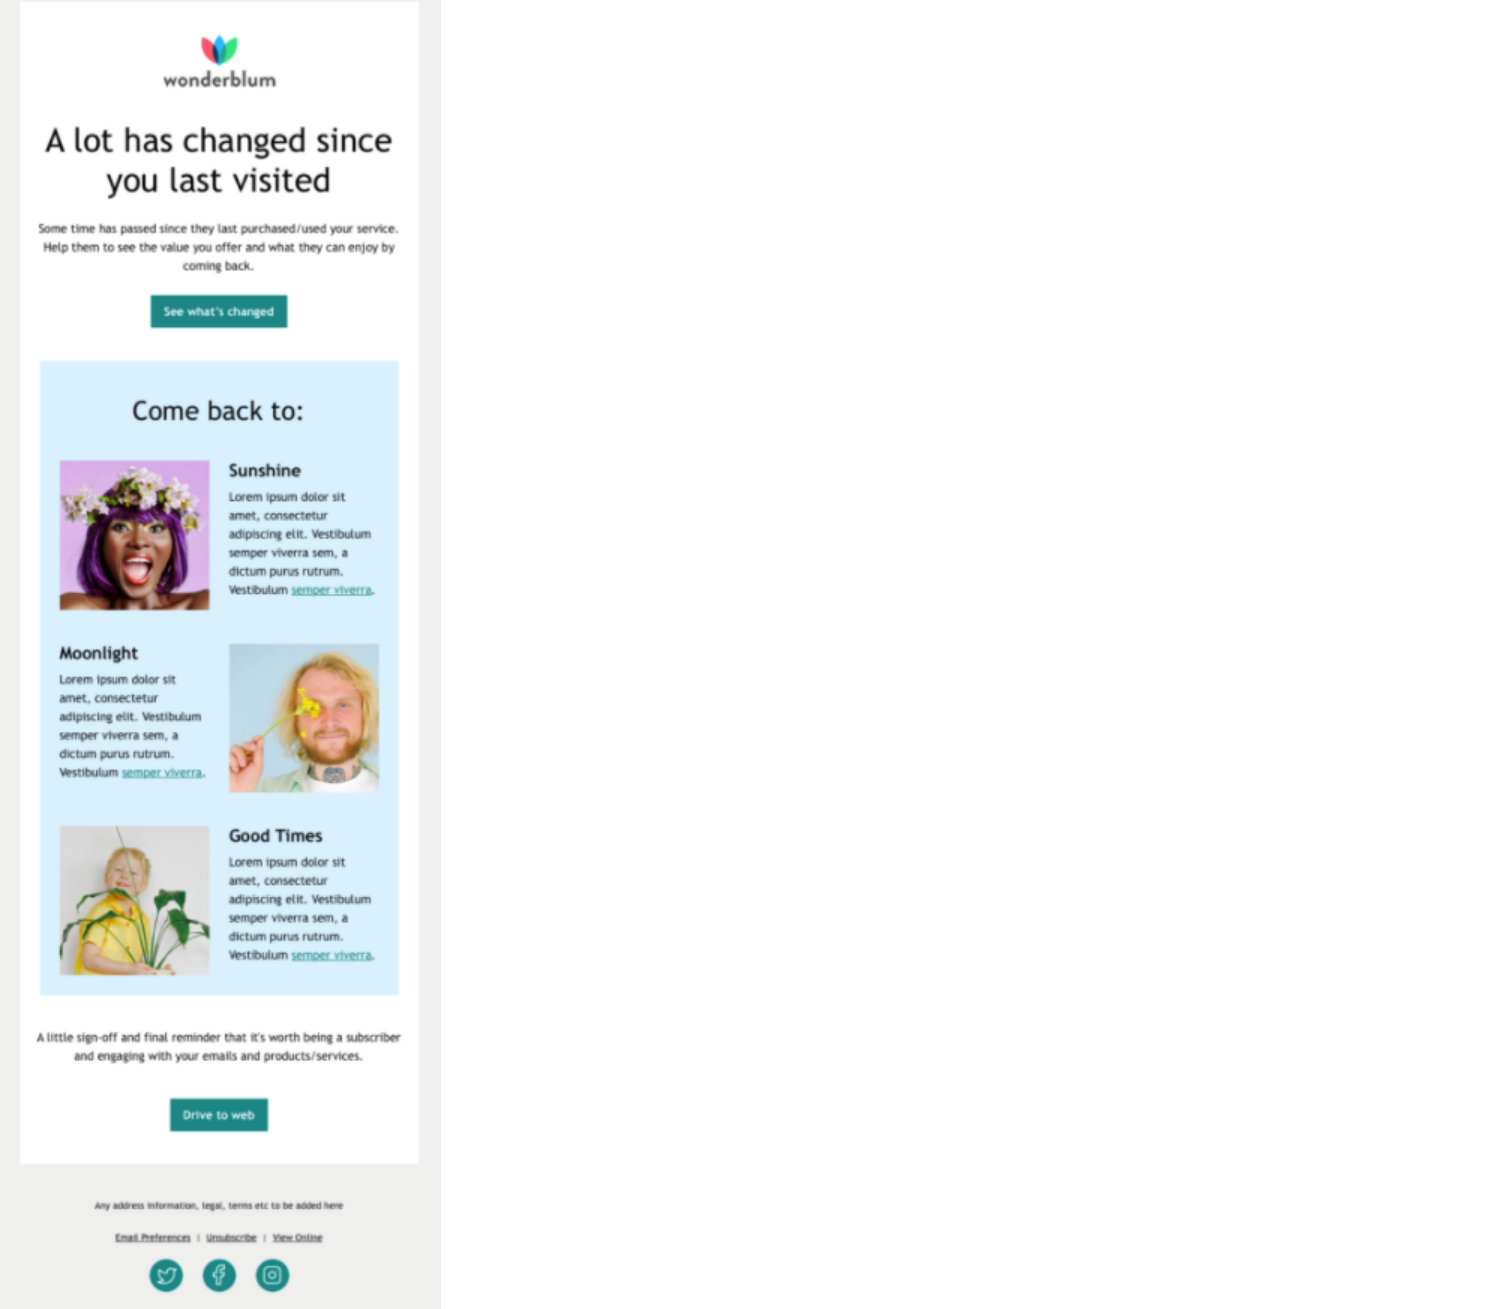 wonderblum
A lot has changed since
you last visited
Some time has passed since they last purchased/used your service.
Help them to see the value you offer and what they can enjoy by
coming back.
See what's changed
Come back to:
Sunshine
Lorem ipsum dolor sit
amet, consectetur
adipiscing elit. Vestibulum
semper viverra sem, a
dictum purus rutrum.
Vestibulum semper viverra.
Moonlight
Lorem ipsum dolor sit
amet, consectetur
adipiscing elit. Vestibulum
semper viverra sem, a
dictum purus rutrum.
Vestibulum semper viverra.
Good Times
Lorem ipsum dolor sit
amet, consectetur
adipiscing elit. Vestibulum
semper viverra sem, a
dictum purus rutrum.
Vestibulum semper viverra.
A little sign-off and final reminder that it's worth being a subscriber
and engaging with your emails and products/services.
Drive to web
Any address information, legal, terms etc to be added here
Email Preferences | Unsubscribe | View Online